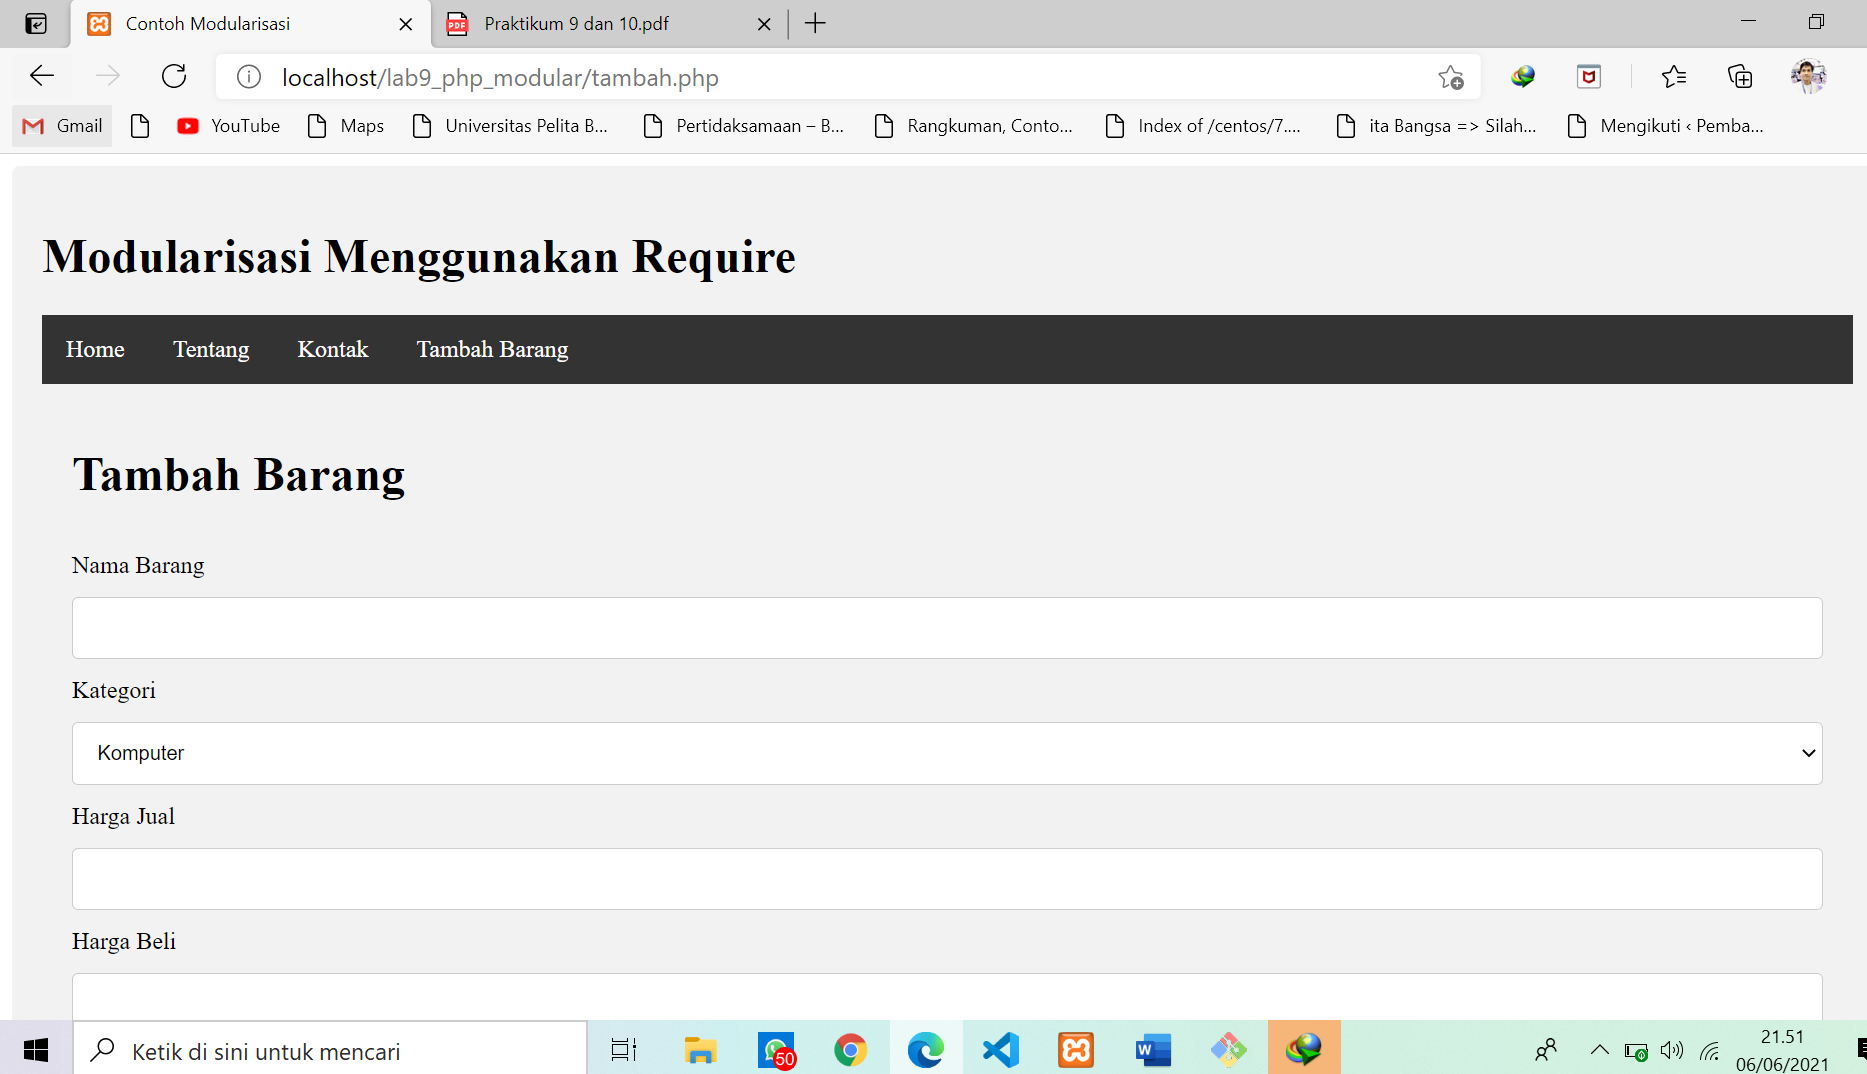 Contoh Modularisasi
PDF Praktikum 9 dan 10.pdf
localhost/lab9_php_modular/tambah.php
Gmail YouTube Maps Universitas Pelita B... Pertidaksamaan – B... Rangkuman, Conto... Index of /centos/7.... ita Bangsa => Silah... Mengikuti ‹ Pemba...
Modularisasi Menggunakan Require
Home Tentang Kontak Tambah Barang
Tambah Barang
Nama Barang
Kategori
Komputer
Harga Jual
Harga Beli
Ketik di sini untuk mencari
50
21.51
06/06/2021